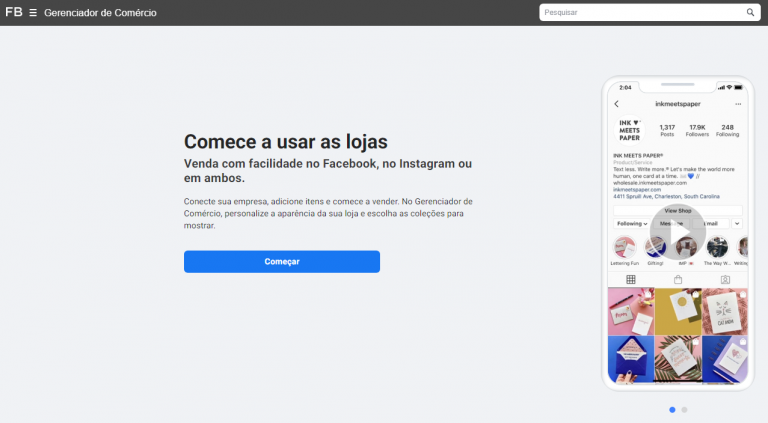 FB ☰ Gerenciador de Comércio
Pesquisar
Comece a usar as lojas
Venda com facilidade no Facebook, no Instagram ou
em ambos.
Conecte sua empresa, adicione itens e comece a vender. No Gerenciador de
Comércio, personalize a aparência da sua loja e escolha as coleções para
mostrar.
Começar
2:04
inkmeetspaper
INK ♥
MEETS
PAPER
1,317 17.9K 248
Posts Followers Following
INK MEETS PAPER®
Product/Service
Text less. Write more.® Let's make the world more
human, one card at a time. 💙 //
wholesale.inkmeetspaper.com
inkmeetspaper.com
4411 Spruill Ave, Charleston, South Carolina
View Shop
Following Message
Lettering Fun Gifting! IMP The Way W...